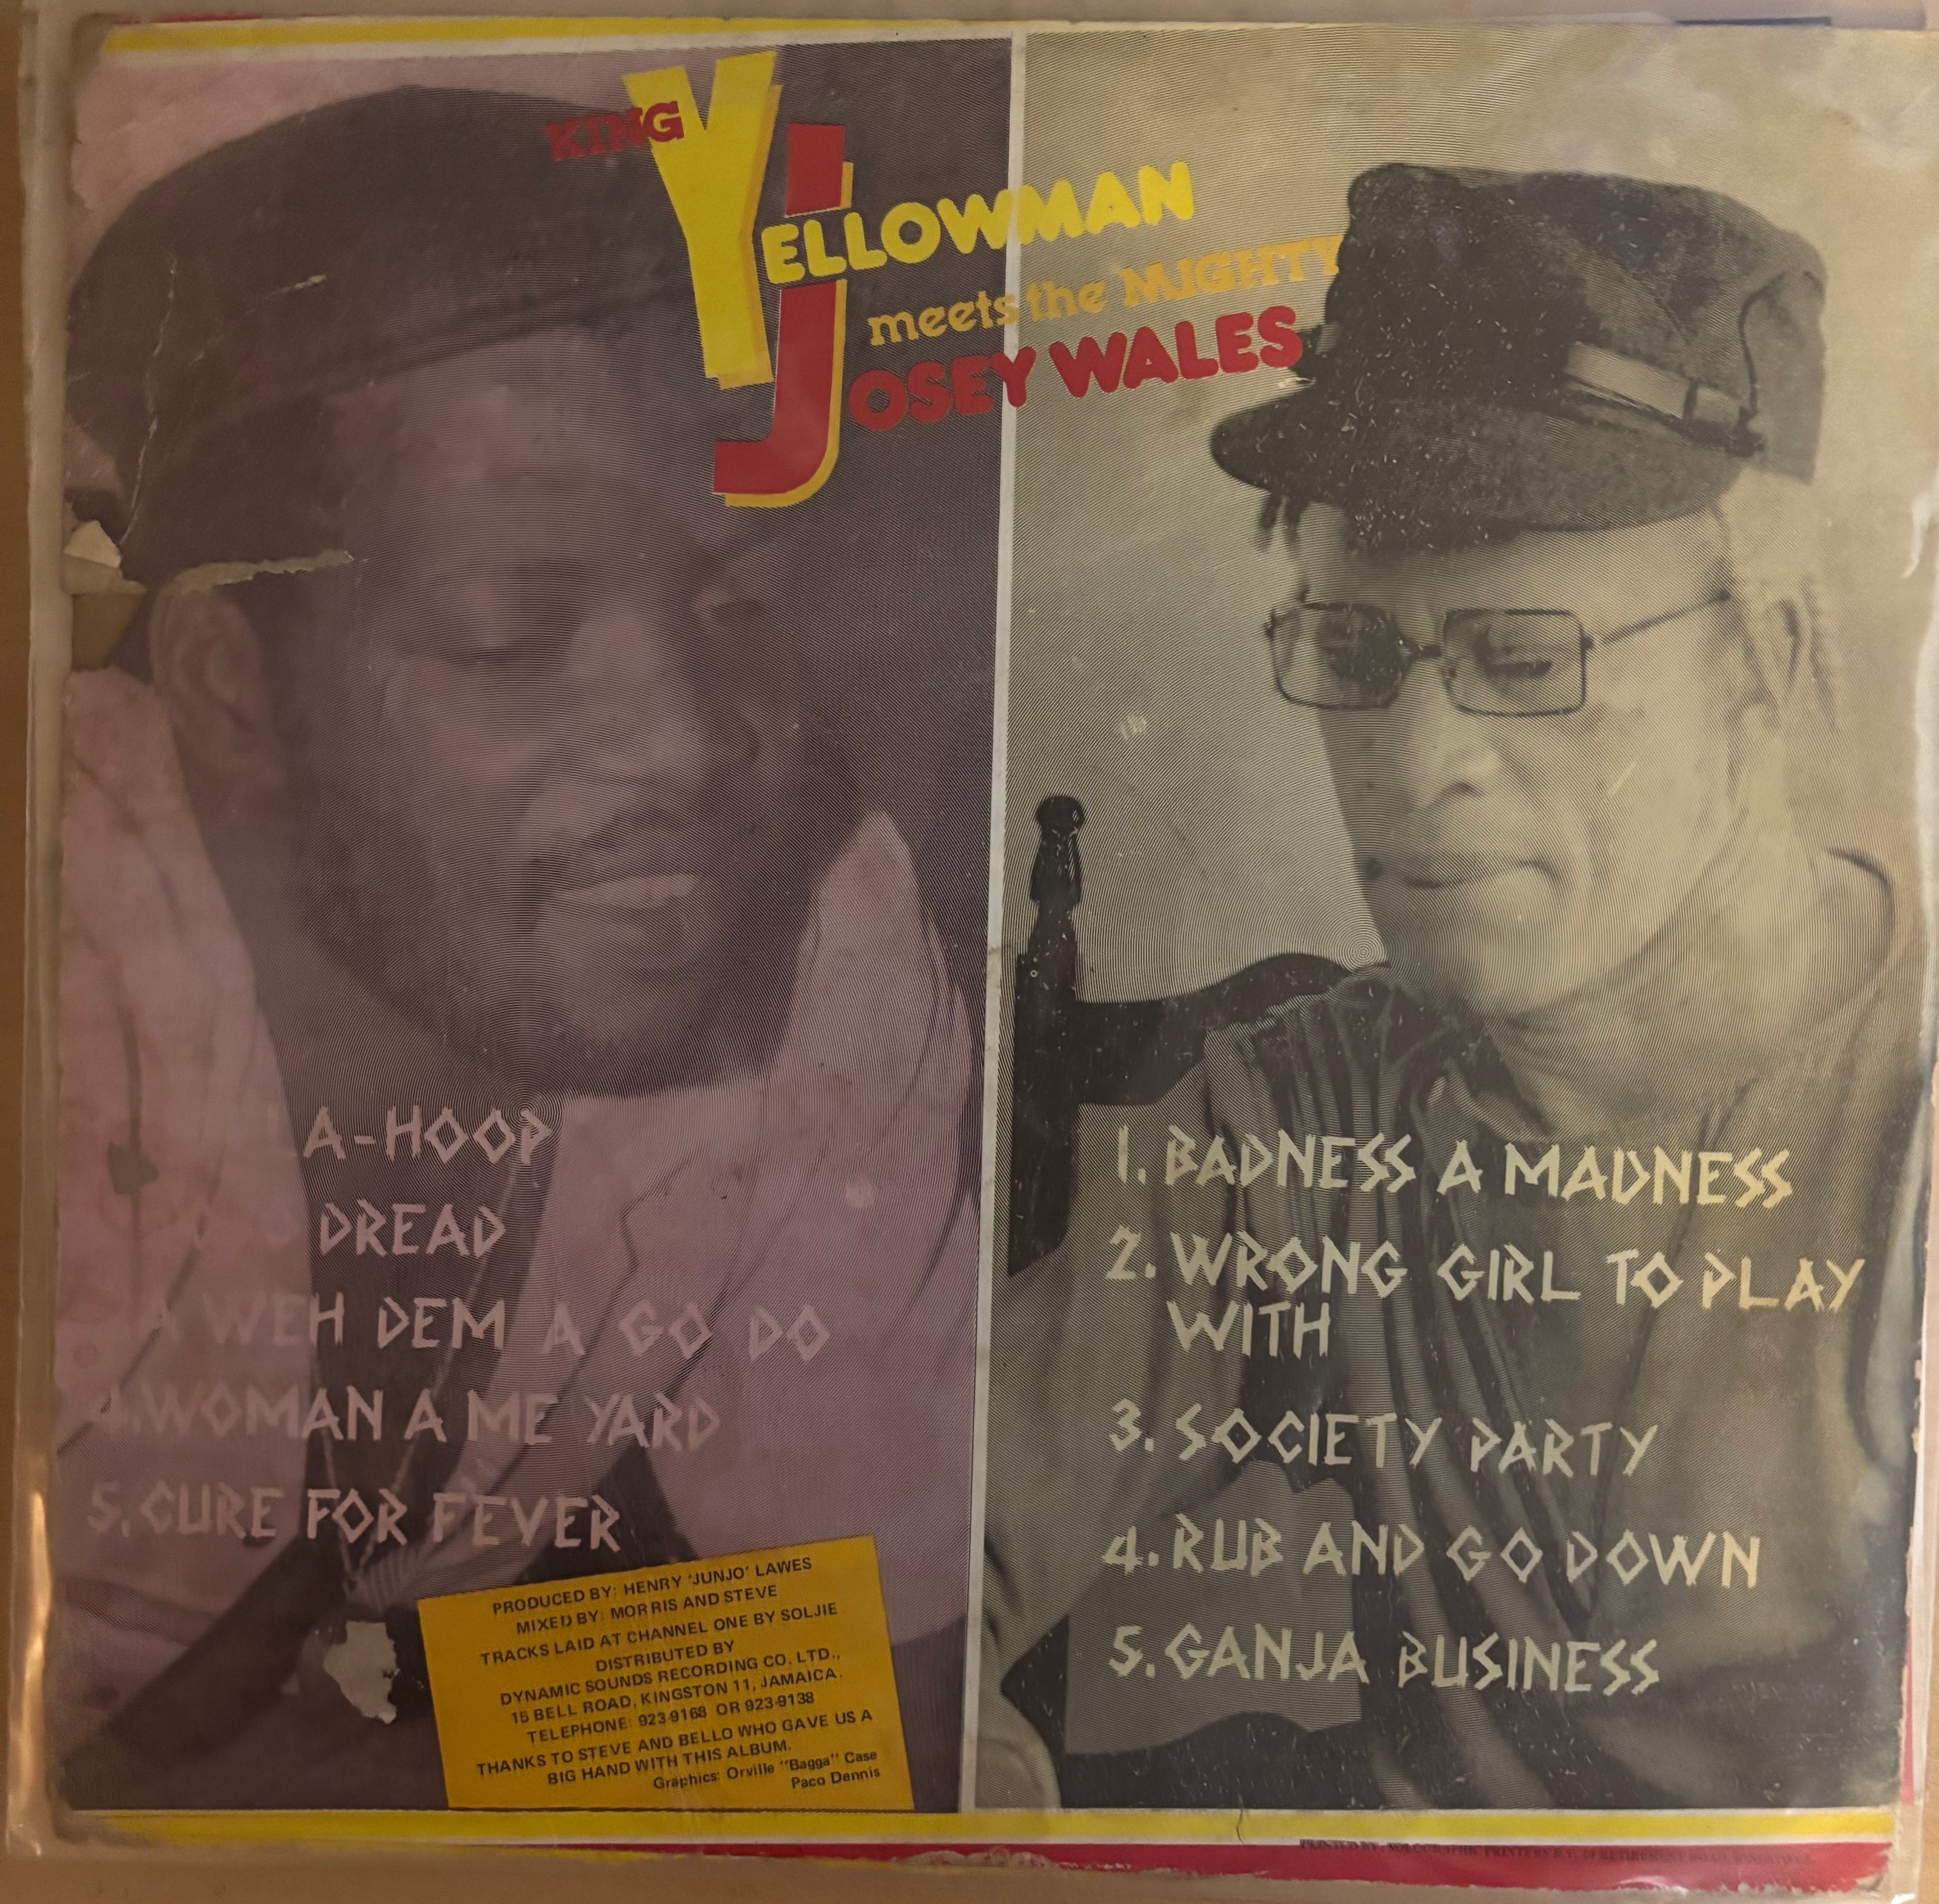 KING
YELLOWMAN
meets the MIGHTY
JOSEY WALES
LA-HOOP
DREAD
A WEH DEM A GO DO
4. WOMAN A ME YARD
5. CURE FOR FEVER
1. BADNESS A MADNESS
2. WRONG GIRL TO PLAY
WITH
3. SOCIETY PARTY
4. RUB AND GO DOWN
5. GANJA BUSINESS
PRODUCED BY: HENRY 'JUNJO' LAWES
MIXED BY: MORRIS AND STEVE
TRACKS LAID AT CHANNEL ONE BY SOLJIE
DISTRIBUTED BY
DYNAMIC SOUNDS RECORDING CO. LTD.,
15 BELL ROAD, KINGSTON 11, JAMAICA.
TELEPHONE: 923-9168 OR 923-9138
THANKS TO STEVE AND BELLO WHO GAVE US A
BIG HAND WITH THIS ALBUM.
Graphics: Orville "Bagga" Case
Paco Dennis
PRINTED BY